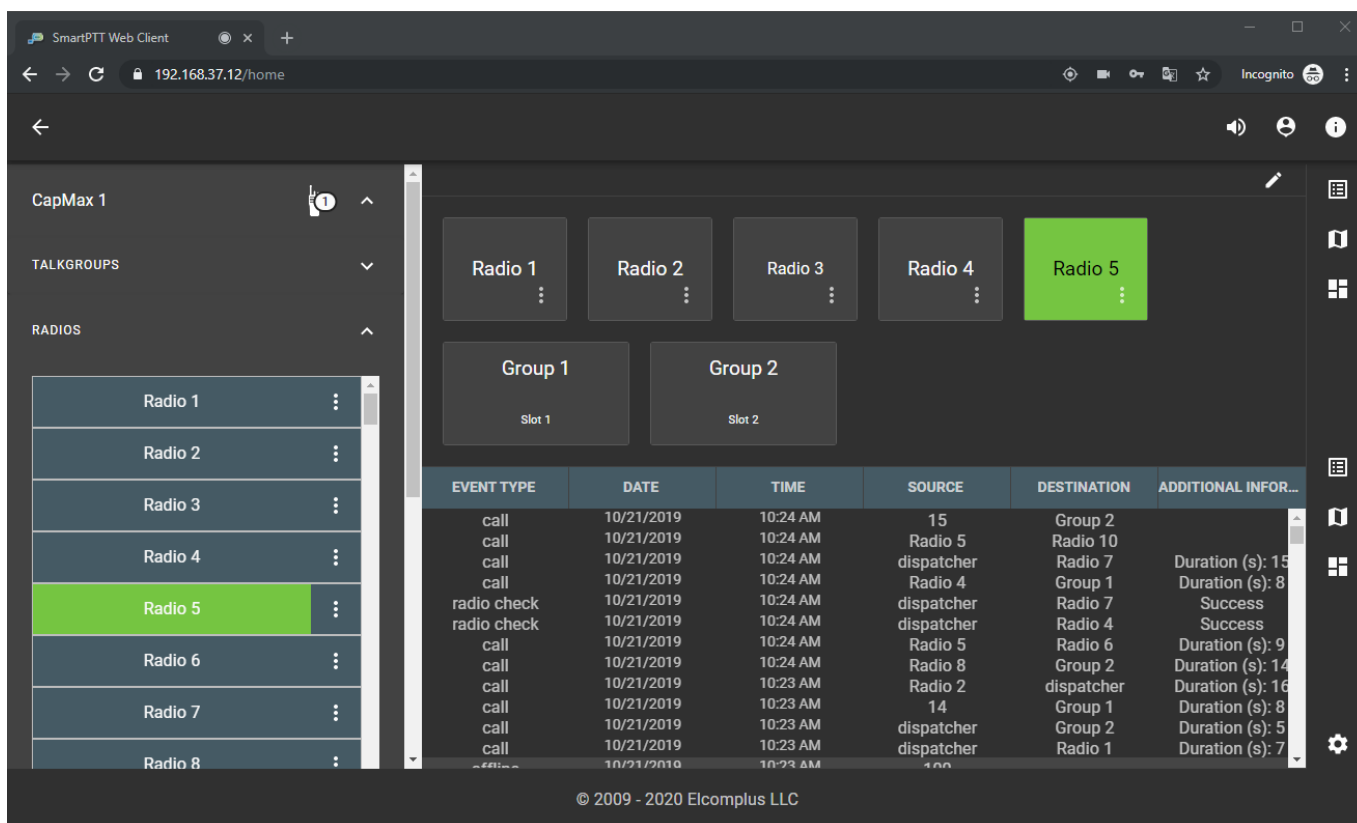 SmartPTT Web Client
192.168.37.12/home
Incognito
CapMax 1
1
TALKGROUPS
RADIOS
Radio 1
Radio 2
Radio 3
Radio 4
Radio 5
Radio 6
Radio 7
Radio 8
Radio 1 Radio 2 Radio 3 Radio 4 Radio 5
Group 1 Group 2
Slot 1 Slot 2
EVENT TYPE DATE TIME SOURCE DESTINATION ADDITIONAL INFOR...
call 10/21/2019 10:24 AM 15 Group 2
call 10/21/2019 10:24 AM Radio 5 Radio 10
call 10/21/2019 10:24 AM dispatcher Radio 7 Duration (s): 15
call 10/21/2019 10:24 AM Radio 4 Group 1 Duration (s): 8
radio check 10/21/2019 10:24 AM dispatcher Radio 7 Success
radio check 10/21/2019 10:24 AM dispatcher Radio 4 Success
call 10/21/2019 10:24 AM Radio 5 Radio 6 Duration (s): 9
call 10/21/2019 10:24 AM Radio 8 Group 2 Duration (s): 14
call 10/21/2019 10:23 AM Radio 2 dispatcher Duration (s): 16
call 10/21/2019 10:23 AM 14 Group 1 Duration (s): 8
call 10/21/2019 10:23 AM dispatcher Group 2 Duration (s): 5
call 10/21/2019 10:23 AM dispatcher Radio 1 Duration (s): 7
offline 10/21/2019 10:23 AM 100
© 2009 - 2020 Elcomplus LLC